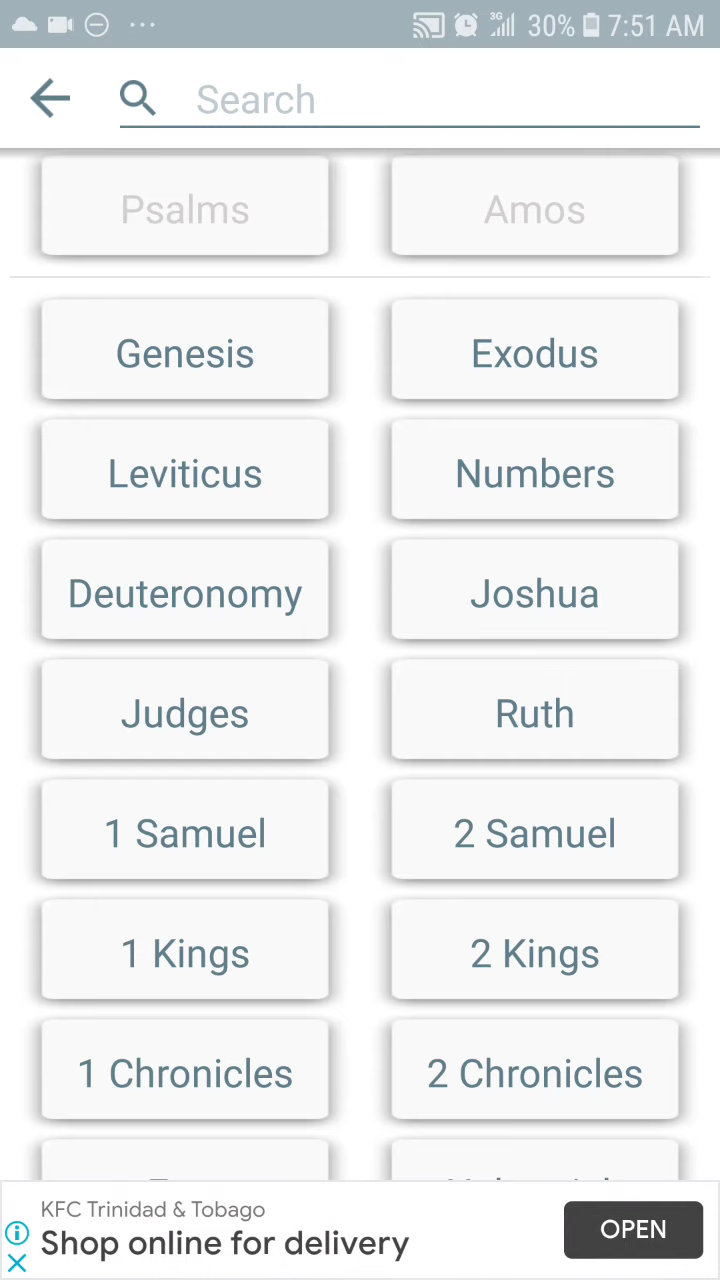 3G 30% 7:51 AM
Search
Psalms Amos
Genesis Exodus
Leviticus Numbers
Deuteronomy Joshua
Judges Ruth
1 Samuel 2 Samuel
1 Kings 2 Kings
1 Chronicles 2 Chronicles
KFC Trinidad & Tobago
Shop online for delivery
OPEN